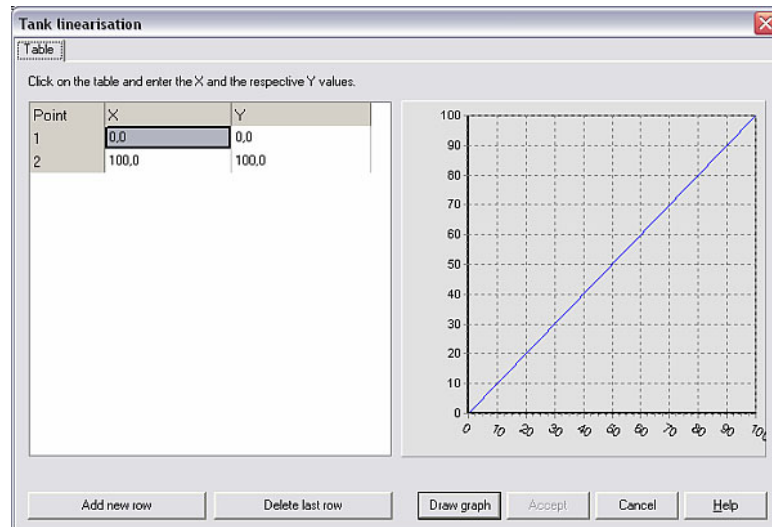 Tank linearisation
Table
Click on the table and enter the X and the respective Y values.
Point X Y
1 0,0 0,0
2 100,0 100,0
100
90
80
70
60
50
40
30
20
10
0
0 10 20 30 40 50 60 70 80 90 100
Add new row Delete last row Draw graph Accept Cancel Help